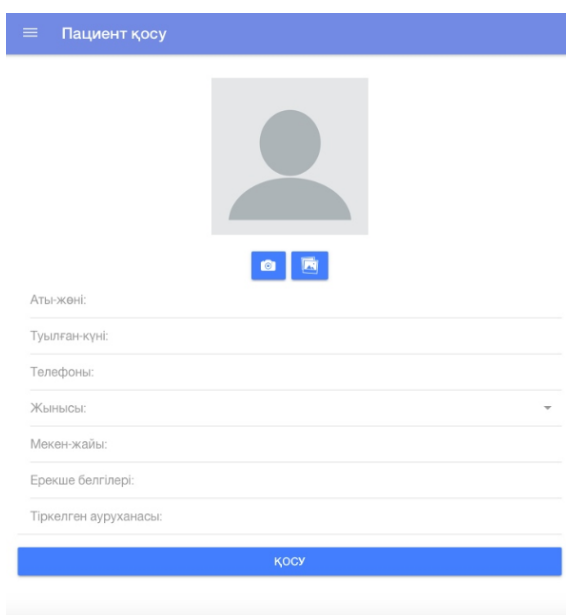 Пациент қосу
Аты-жөні:
Туылған-күні:
Телефоны:
Жынысы:
Мекен-жайы:
Ерекше белгілері:
Тіркелген ауруханасы:
ҚОСУ